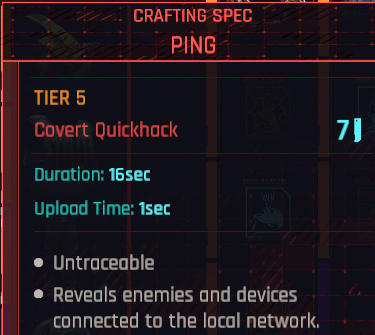 CRAFTING SPEC
PING
TIER 5
Covert Quickhack
7
Duration: 16sec
Upload Time: 1sec
Untraceable
Reveals enemies and devices
connected to the local network.